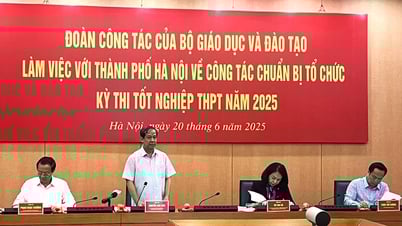 ĐOÀN CÔNG TÁC CỦA BỘ GIÁO DỤC VÀ ĐÀO TẠO
LÀM VIỆC VỚI THÀNH PHỐ HÀ NỘI VỀ CÔNG TÁC CHUẨN BỊ TỔ CHỨC
KỲ THI TỐT NGHIỆP THPT NĂM 2025
Hà Nội, ngày 20 tháng 6 năm 2025